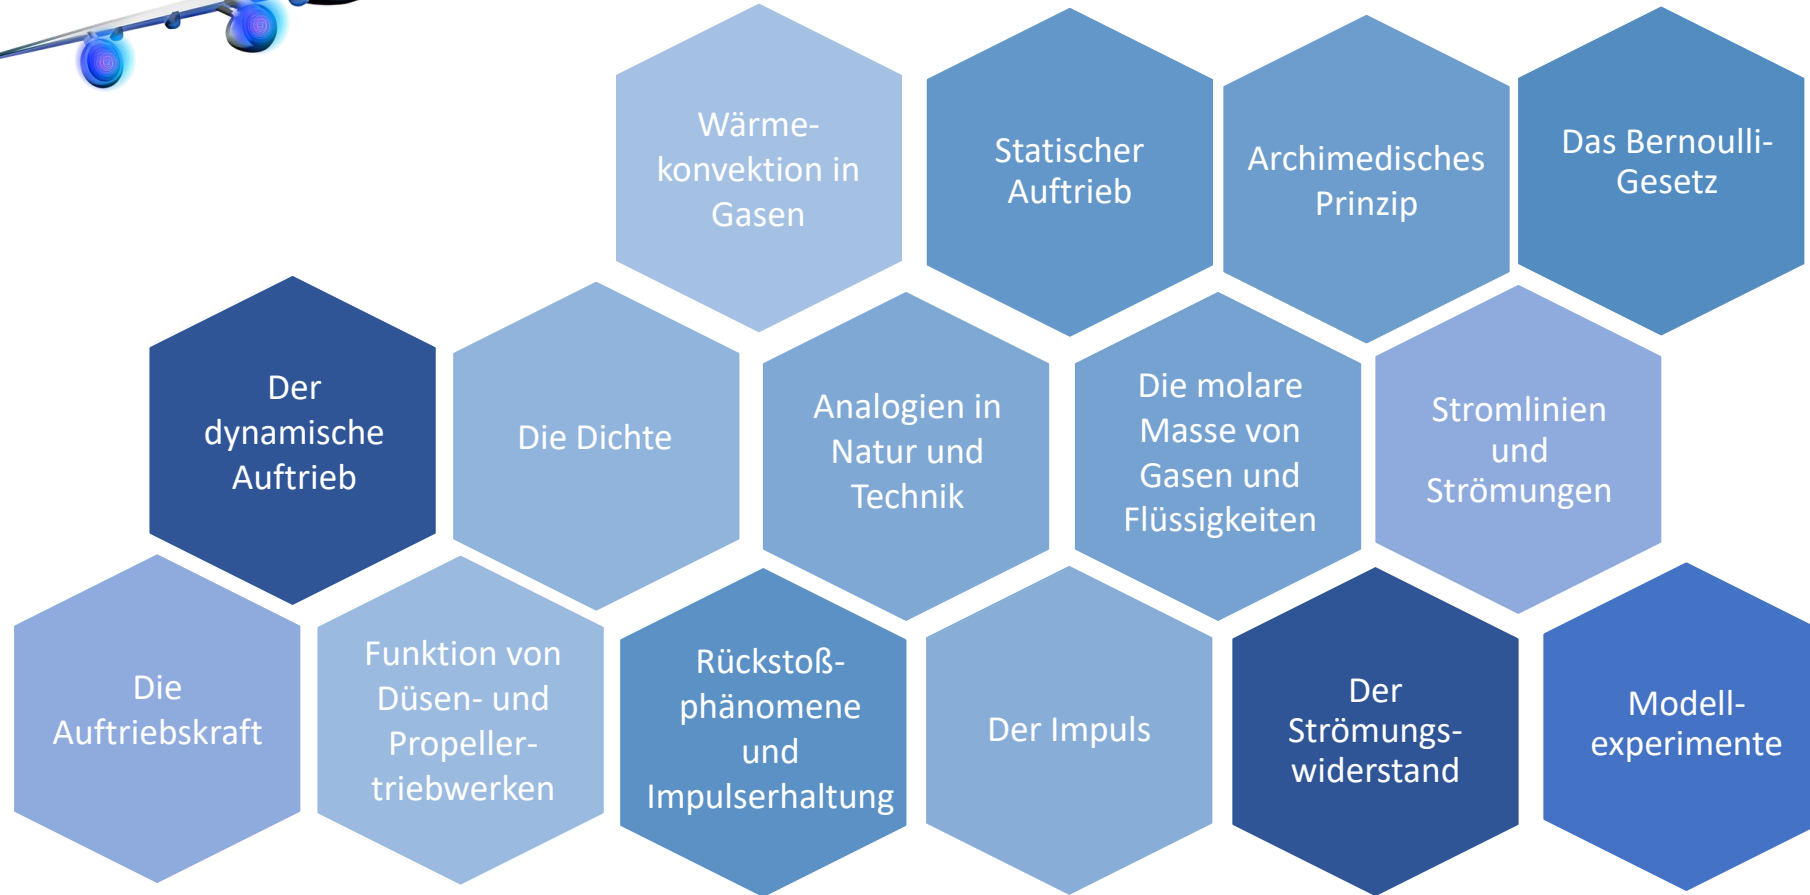 Wärme-
konvektion in
Gasen
Statischer
Auftrieb
Archimedisches
Prinzip
Das Bernoulli-
Gesetz
Der
dynamische
Auftrieb
Die Dichte
Analogien in
Natur und
Technik
Die molare
Masse von
Gasen und
Flüssigkeiten
Stromlinien
und
Strömungen
Die
Auftriebskraft
Funktion von
Düsen- und
Propeller-
triebwerken
Rückstoß-
phänomene
und
Impulserhaltung
Der Impuls
Der
Strömungs-
widerstand
Modell-
experimente